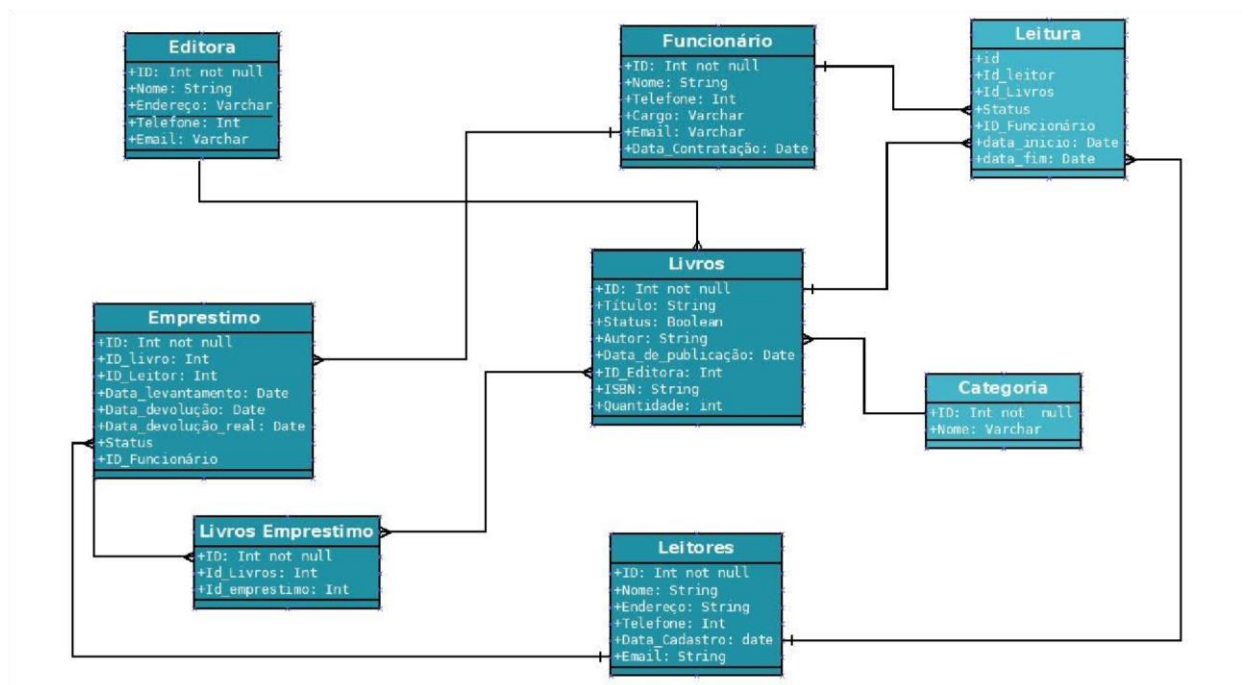 Editora
+ID: Int not null
+Nome: String
+Endereço: Varchar
+Telefone: Int
+Email: Varchar
Funcionário
+ID: Int not null
+Nome: String
+Telefone: Int
+Cargo: Varchar
+Email: Varchar
+Data_Contratação: Date
Leitura
+id
+Id_leitor
+Id_Livros
+Status
+ID_Funcionário
+data_inicio: Date
+data_fim: Date
Livros
+ID: Int not null
+Título: String
+Status: Boolean
+Autor: String
+Data_de_publicação: Date
+ID_Editora: Int
+ISBN: String
+Quantidade: int
Emprestimo
+ID: Int not null
+ID_livro: Int
+ID_Leitor: Int
+Data_levantamento: Date
+Data_devolução: Date
+Data_devolução_real: Date
+Status
+ID_Funcionário
Categoria
+ID: Int not null
+Nome: Varchar
Livros Emprestimo
+ID: Int not null
+Id_Livros: Int
+Id_emprestimo: Int
Leitores
+ID: Int not null
+Nome: String
+Endereço: String
+Telefone: Int
+Data_Cadastro: date
+Email: String